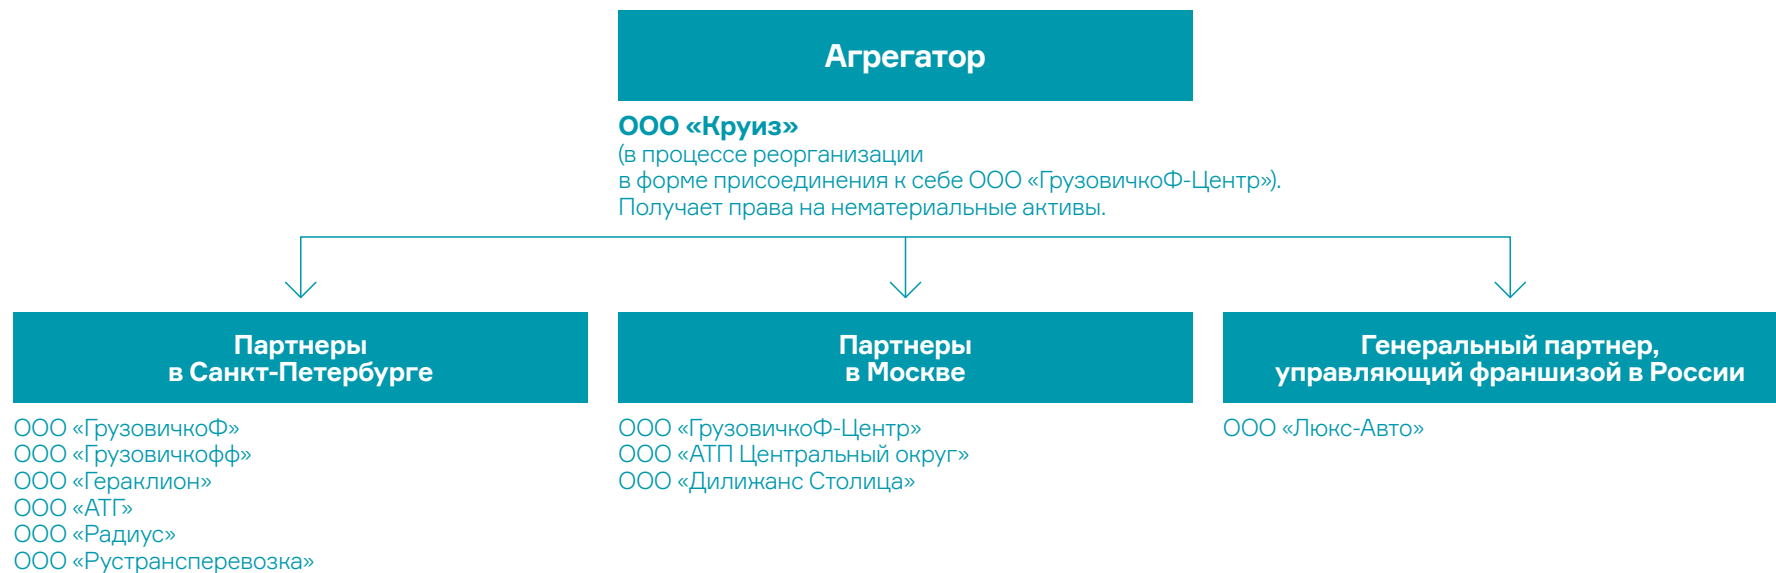 Агрегатор
ООО «Круиз»
(в процессе реорганизации
в форме присоединения к себе ООО «ГрузовичкоФ-Центр»).
Получает права на нематериальные активы.
Партнеры
в Санкт-Петербурге
ООО «ГрузовичкоФ»
ООО «Грузовичкофф»
ООО «Гераклион»
ООО «АТГ»
ООО «Радиус»
ООО «Рустрансперевозка»
Партнеры
в Москве
ООО «ГрузовичкоФ-Центр»
ООО «АТП Центральный округ»
ООО «Дилижанс Столица»
Генеральный партнер,
управляющий франшизой в России
ООО «Люкс-Авто»